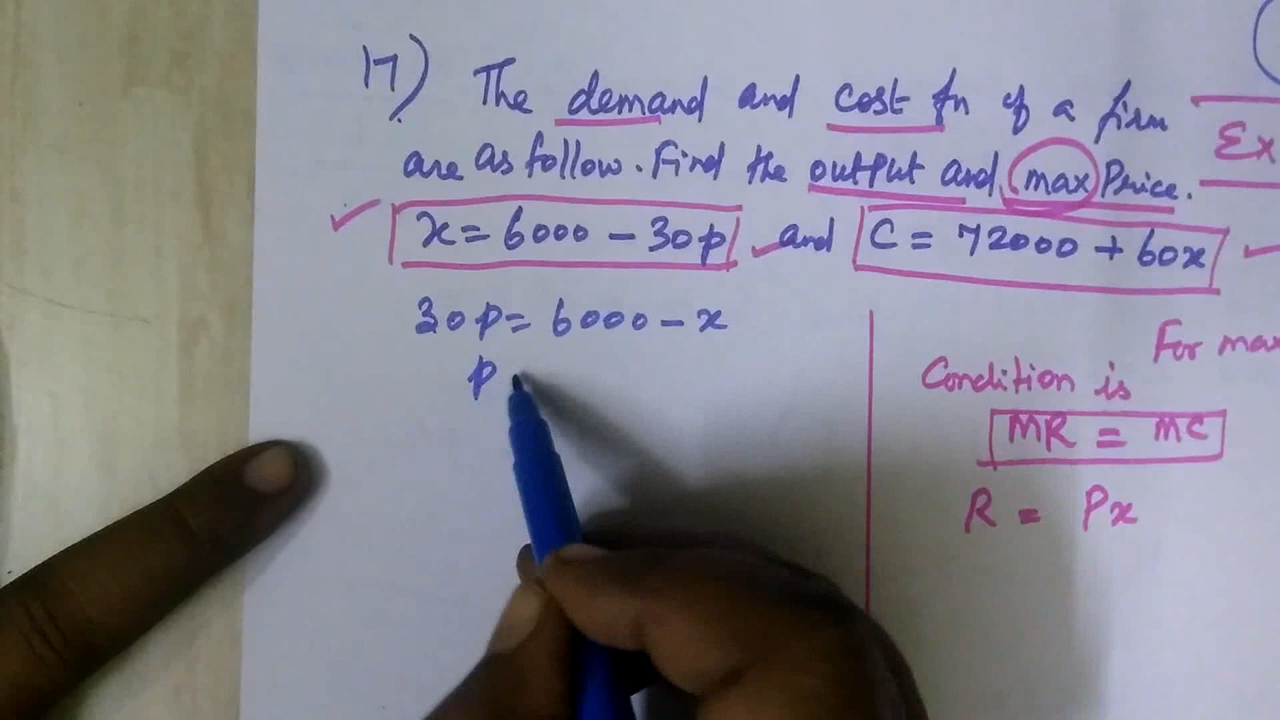 17) The demand and cost fn of a firm
Ex
are as follow. Find the output and max Price.
x = 6000 - 30p and C = 72000 + 60x
30p = 6000 - x
p
For max
Condition is
MR = MC
R = Px